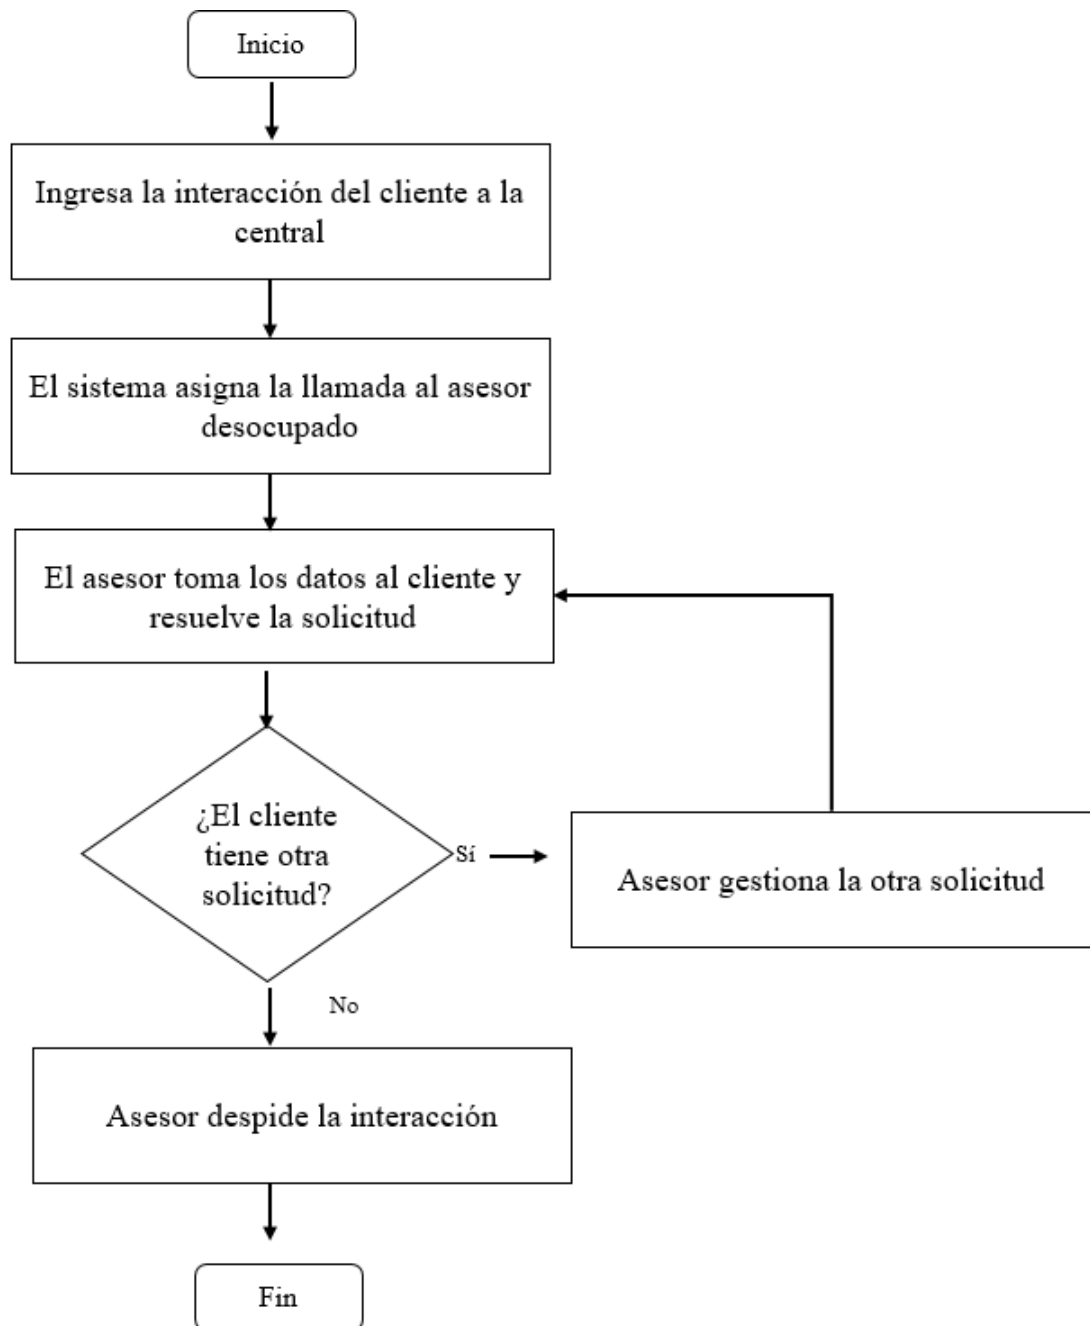 Inicio
Ingresa la interacción del cliente a la
central
El sistema asigna la llamada al asesor
desocupado
El asesor toma los datos al cliente y
resuelve la solicitud
¿El cliente
tiene otra
solicitud?
Sí
Asesor gestiona la otra solicitud
No
Asesor despide la interacción
Fin